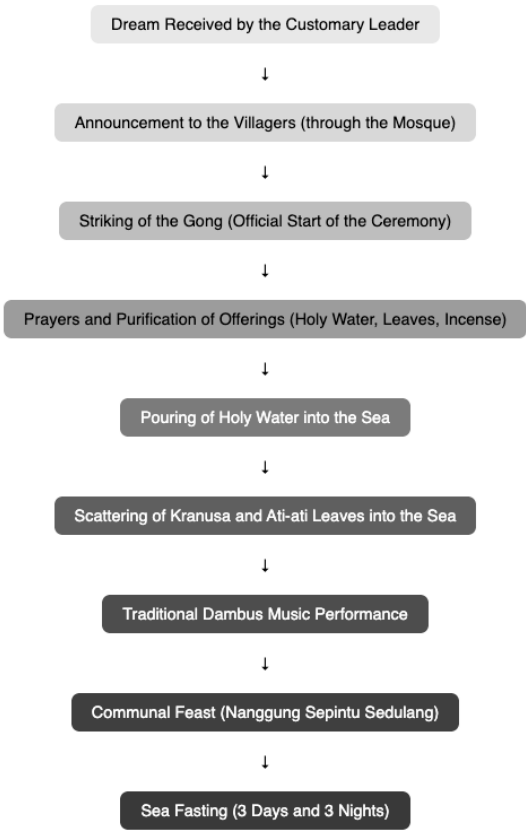 Dream Received by the Customary Leader
↓
Announcement to the Villagers (through the Mosque)
↓
Striking of the Gong (Official Start of the Ceremony)
↓
Prayers and Purification of Offerings (Holy Water, Leaves, Incense)
↓
Pouring of Holy Water into the Sea
↓
Scattering of Kranusa and Ati-ati Leaves into the Sea
↓
Traditional Dambus Music Performance
↓
Communal Feast (Nanggung Sepintu Sedulang)
↓
Sea Fasting (3 Days and 3 Nights)